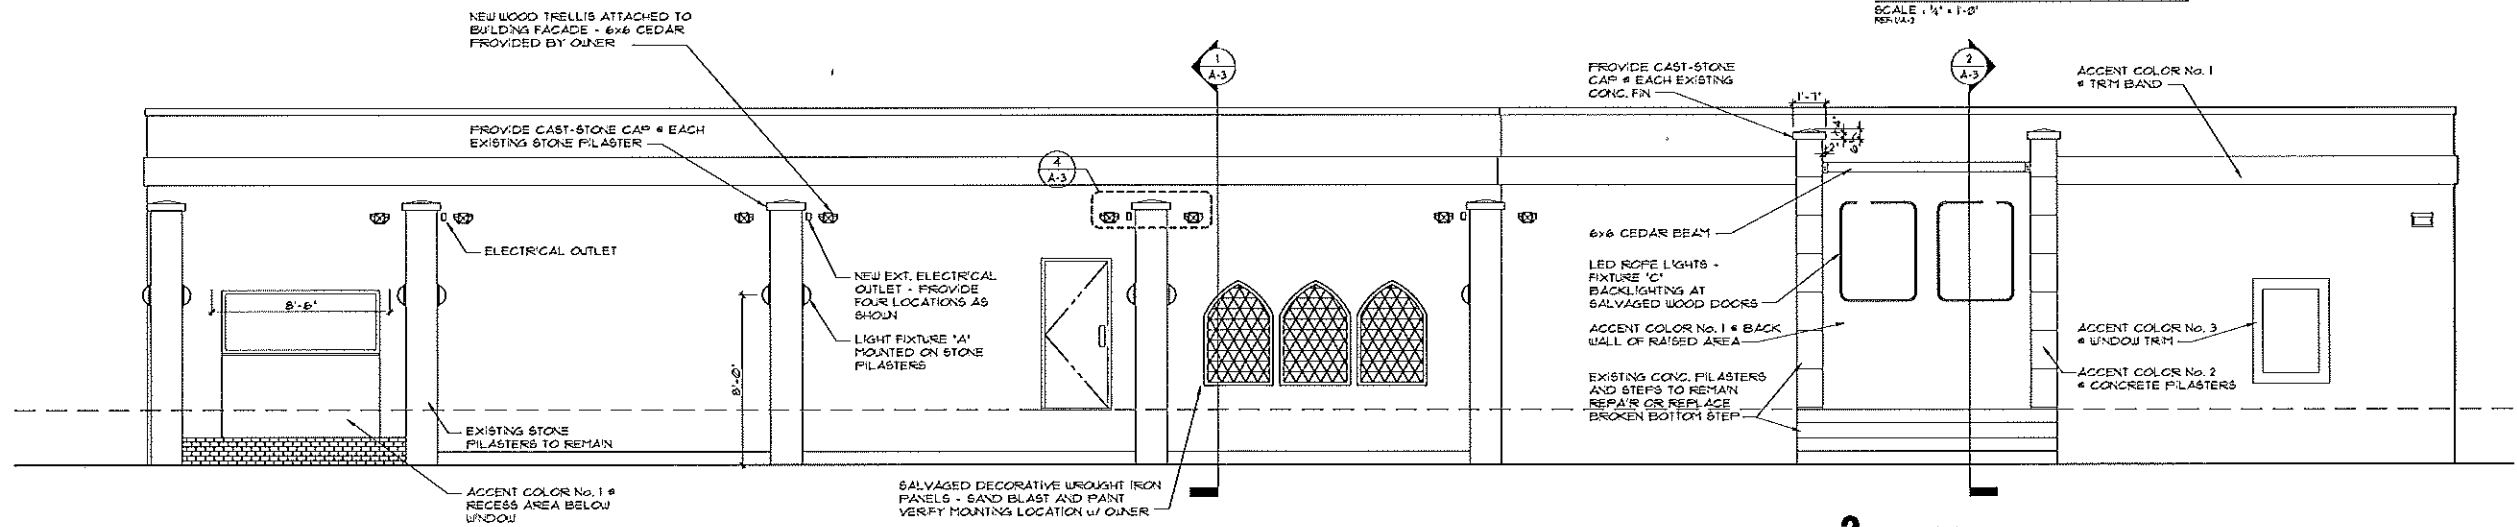 SCALE : 1/4" = 1'-0"
NEW WOOD TRELLIS ATTACHED TO
BUILDING FACADE - 6x6 CEDAR
PROVIDED BY OWNER
PROVIDE CAST-STONE CAP @ EACH
EXISTING STONE PILASTER
1
A-3
4
A-3
PROVIDE CAST-STONE
CAP @ EACH EXISTING
CONC. FIN
1'-7"
2"
2
A-3
ACCENT COLOR No. 1
@ TRIM BAND
ELECTRICAL OUTLET
8'-6"
NEW EXT. ELECTRICAL
OUTLET - PROVIDE
FOUR LOCATIONS AS
SHOWN
LIGHT FIXTURE "A"
MOUNTED ON STONE
PILASTERS
8'-0"
6x6 CEDAR BEAM
LED ROPE LIGHTS -
FIXTURE "C"
BACKLIGHTING AT
SALVAGED WOOD DOORS
ACCENT COLOR No. 1 @ BACK
WALL OF RAISED AREA
EXISTING CONC. PILASTERS
AND STEPS TO REMAIN
REPAIR OR REPLACE
BROKEN BOTTOM STEP
ACCENT COLOR No. 3
@ WINDOW TRIM
ACCENT COLOR No. 2
@ CONCRETE PILASTERS
EXISTING STONE
PILASTERS TO REMAIN
ACCENT COLOR No. 1 @
RECESS AREA BELOW
WINDOW
SALVAGED DECORATIVE WROUGHT IRON
PANELS - SAND BLAST AND PAINT
VERIFY MOUNTING LOCATION w/ OWNER